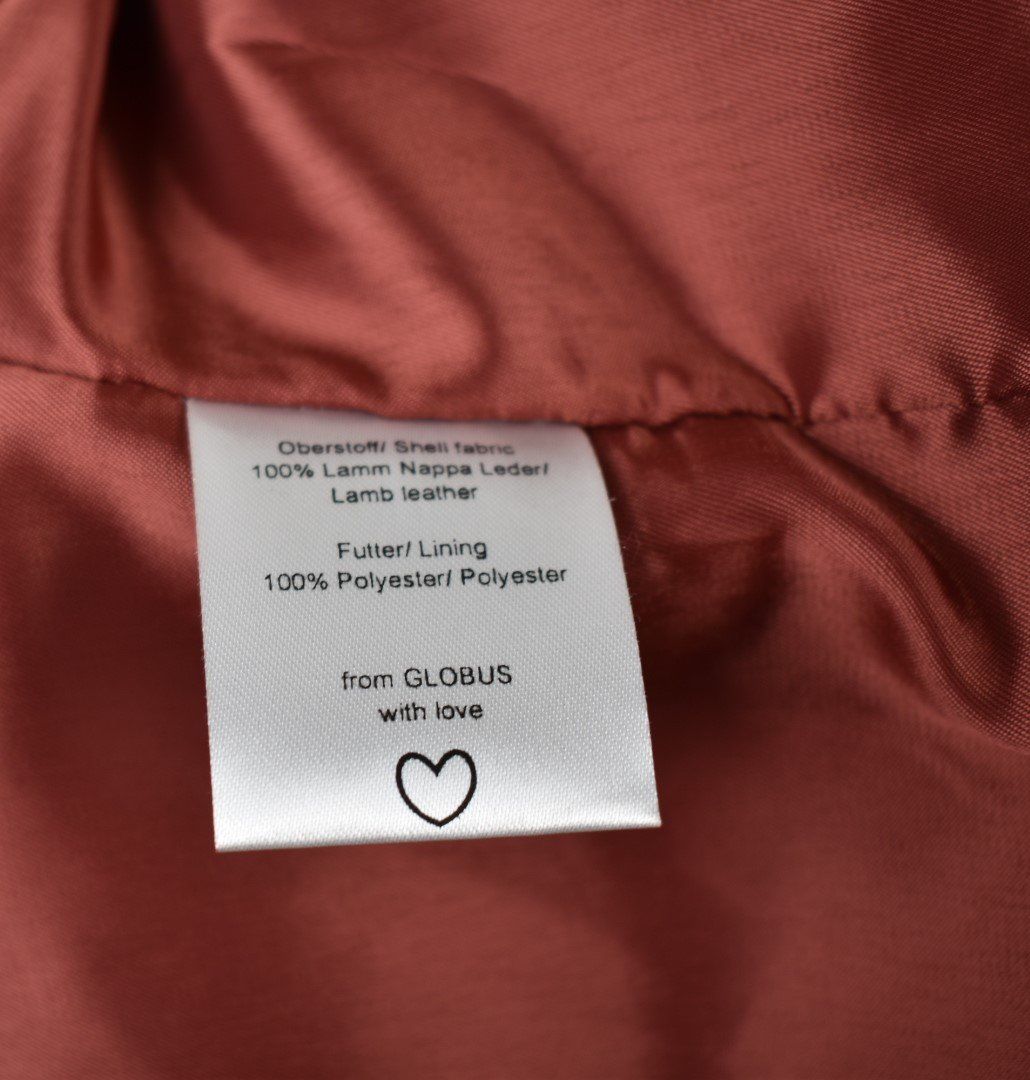 Oberstoff/ Shell fabric
100% Lamm Nappa Leder/
Lamb leather
Futter/ Lining
100% Polyester/ Polyester
from GLOBUS
with love